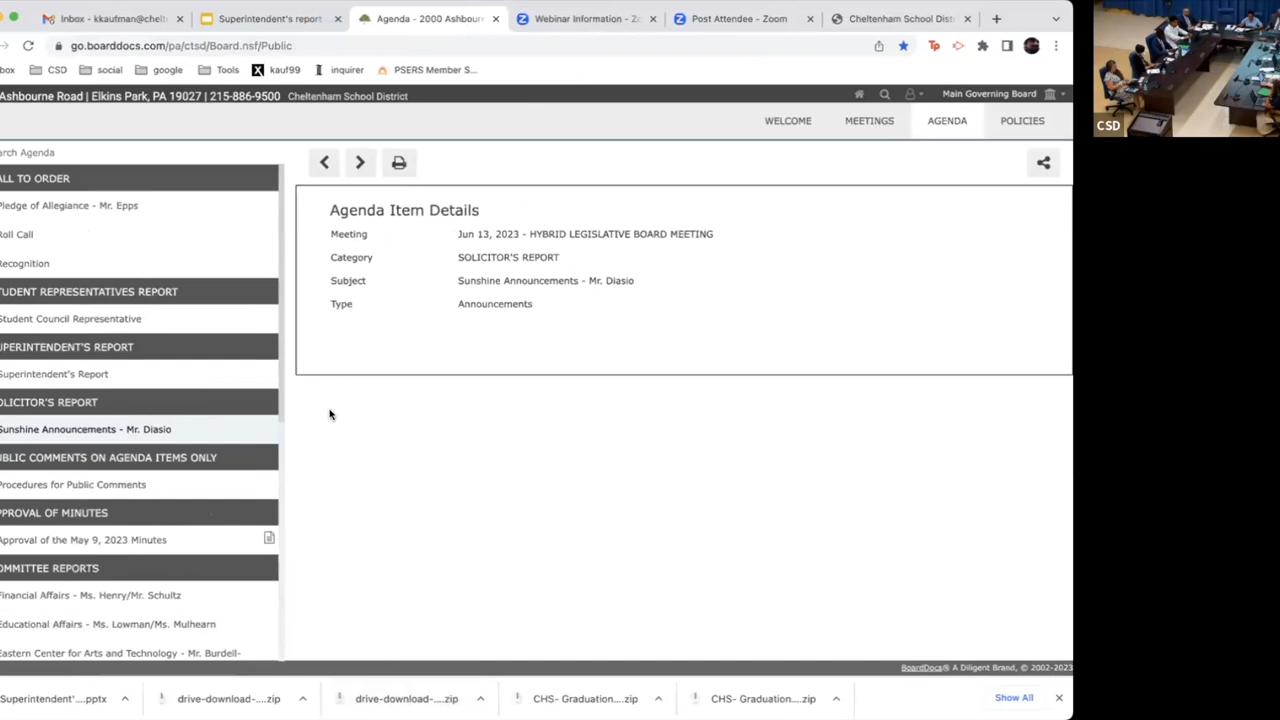 Inbox - kkaufman@chelt
Superintendent's report
Agenda - 2000 Ashbour
Webinar Information - Zo
Post Attendee - Zoom
Cheltenham School Dist
go.boarddocs.com/pa/ctsd/Board.nsf/Public
box CSD social google Tools kauf99 inquirer PSERS Member S...
Ashbourne Road | Elkins Park, PA 19027 | 215-886-9500 Cheltenham School District
Main Governing Board
WELCOME MEETINGS AGENDA POLICIES
arch Agenda
ALL TO ORDER
Pledge of Allegiance - Mr. Epps
Roll Call
Recognition
TUDENT REPRESENTATIVES REPORT
Student Council Representative
UPERINTENDENT'S REPORT
Superintendent's Report
OLICITOR'S REPORT
Sunshine Announcements - Mr. Diasio
UBLIC COMMENTS ON AGENDA ITEMS ONLY
Procedures for Public Comments
PPROVAL OF MINUTES
Approval of the May 9, 2023 Minutes
OMMITTEE REPORTS
Financial Affairs - Ms. Henry/Mr. Schultz
Educational Affairs - Ms. Lowman/Ms. Mulhearn
Eastern Center for Arts and Technology - Mr. Burdell-
Agenda Item Details
Meeting Jun 13, 2023 - HYBRID LEGISLATIVE BOARD MEETING
Category SOLICITOR'S REPORT
Subject Sunshine Announcements - Mr. Diasio
Type Announcements
BoardDocs® A Diligent Brand, © 2002-2023
Superintendent'....pptx
drive-download-....zip
drive-download-....zip
CHS- Graduation....zip
CHS- Graduation....zip
Show All
CSD